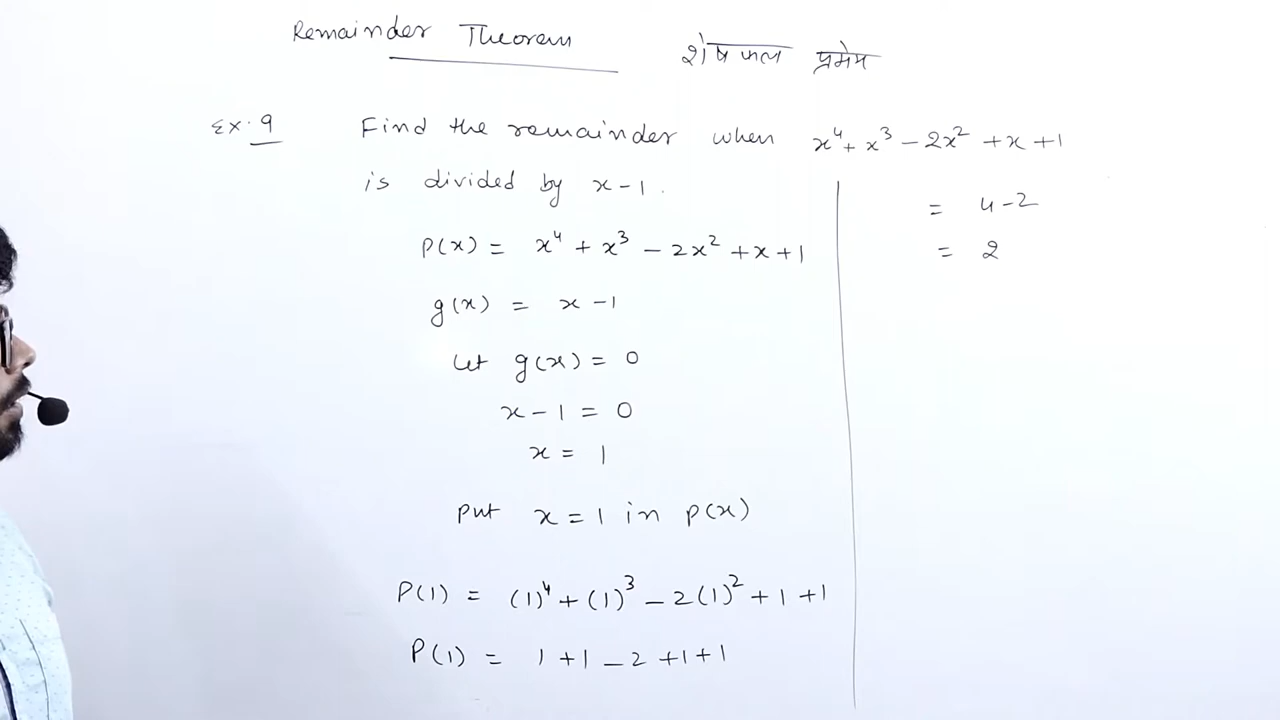 Remainder Theorem शेषफल प्रमेय
Ex. 9 Find the remainder when x⁴ + x³ - 2x² + x + 1
is divided by x - 1.
p(x) = x⁴ + x³ - 2x² + x + 1
g(x) = x - 1
Let g(x) = 0
x - 1 = 0
x = 1
Put x = 1 in p(x)
P(1) = (1)⁴ + (1)³ - 2(1)² + 1 + 1
P(1) = 1 + 1 - 2 + 1 + 1
= 4 - 2
= 2